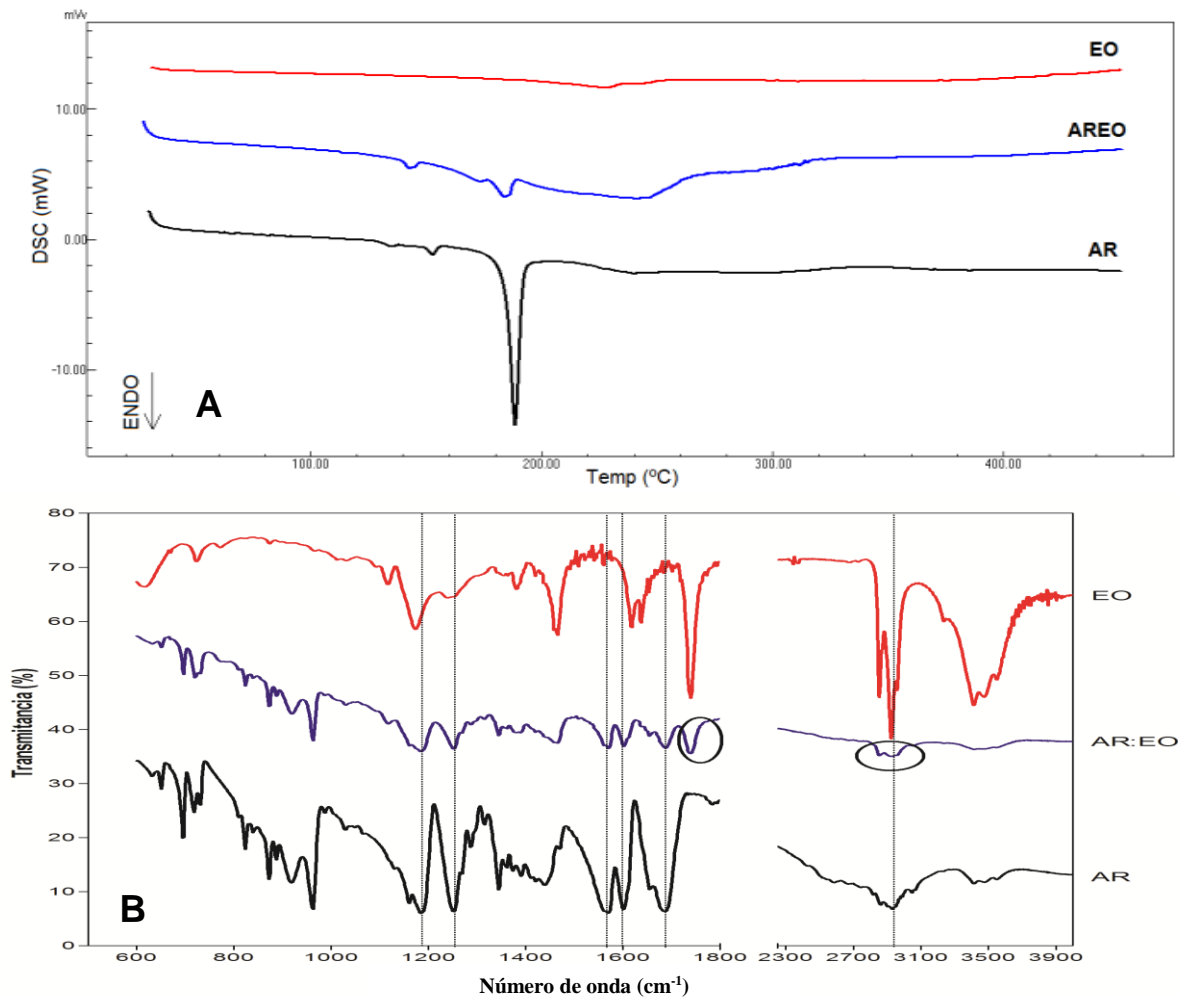 mW
EO
10.00
AREO
DSC (mW)
0.00
AR
-10.00
ENDO
A
100.00 200.00 300.00 400.00
Temp (ºC)
80
70
EO
60
50
Transmitancia (%)
40
AR:EO
30
20
AR
10
B
0
600 800 1000 1200 1400 1600 1800 2300 2700 3100 3500 3900
Número de onda (cm⁻¹)